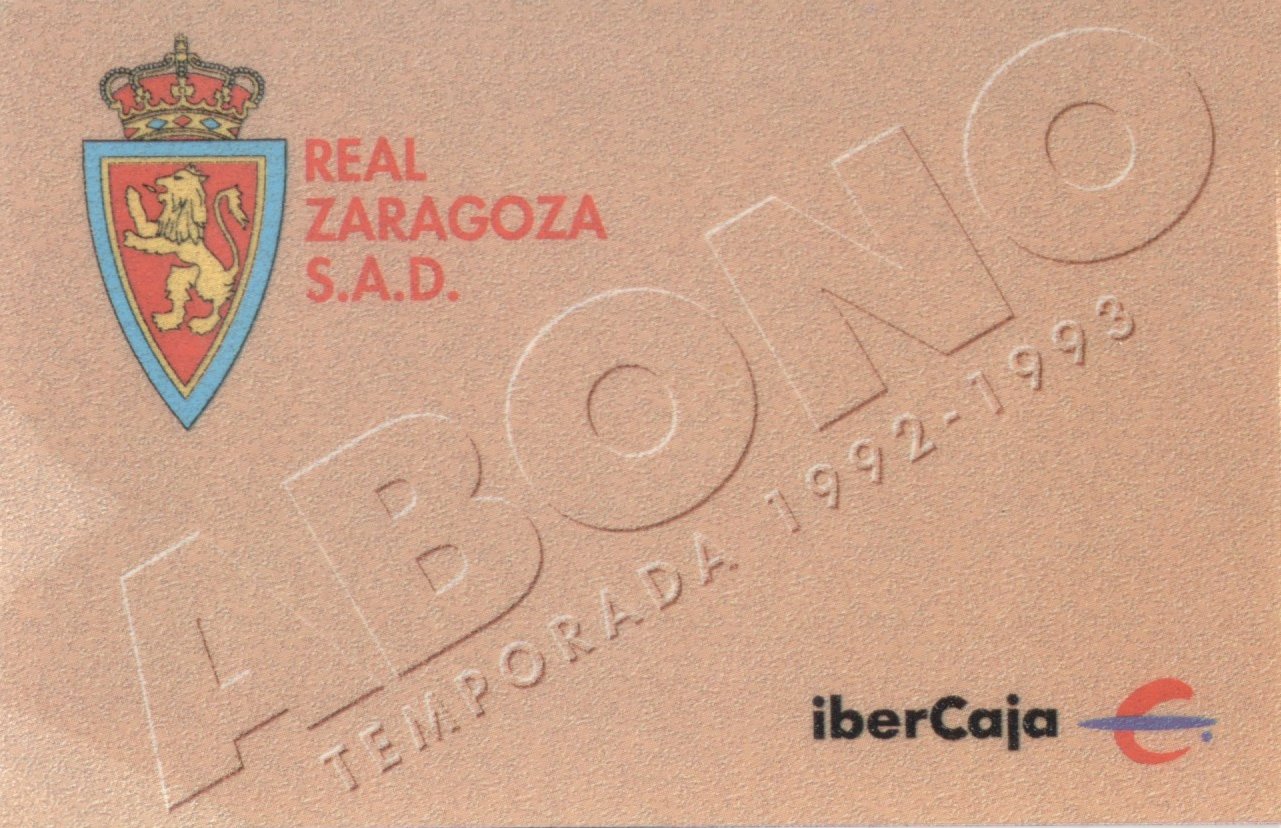 REAL
ZARAGOZA
S.A.D.
ABONO
TEMPORADA 1992-1993
iberCaja